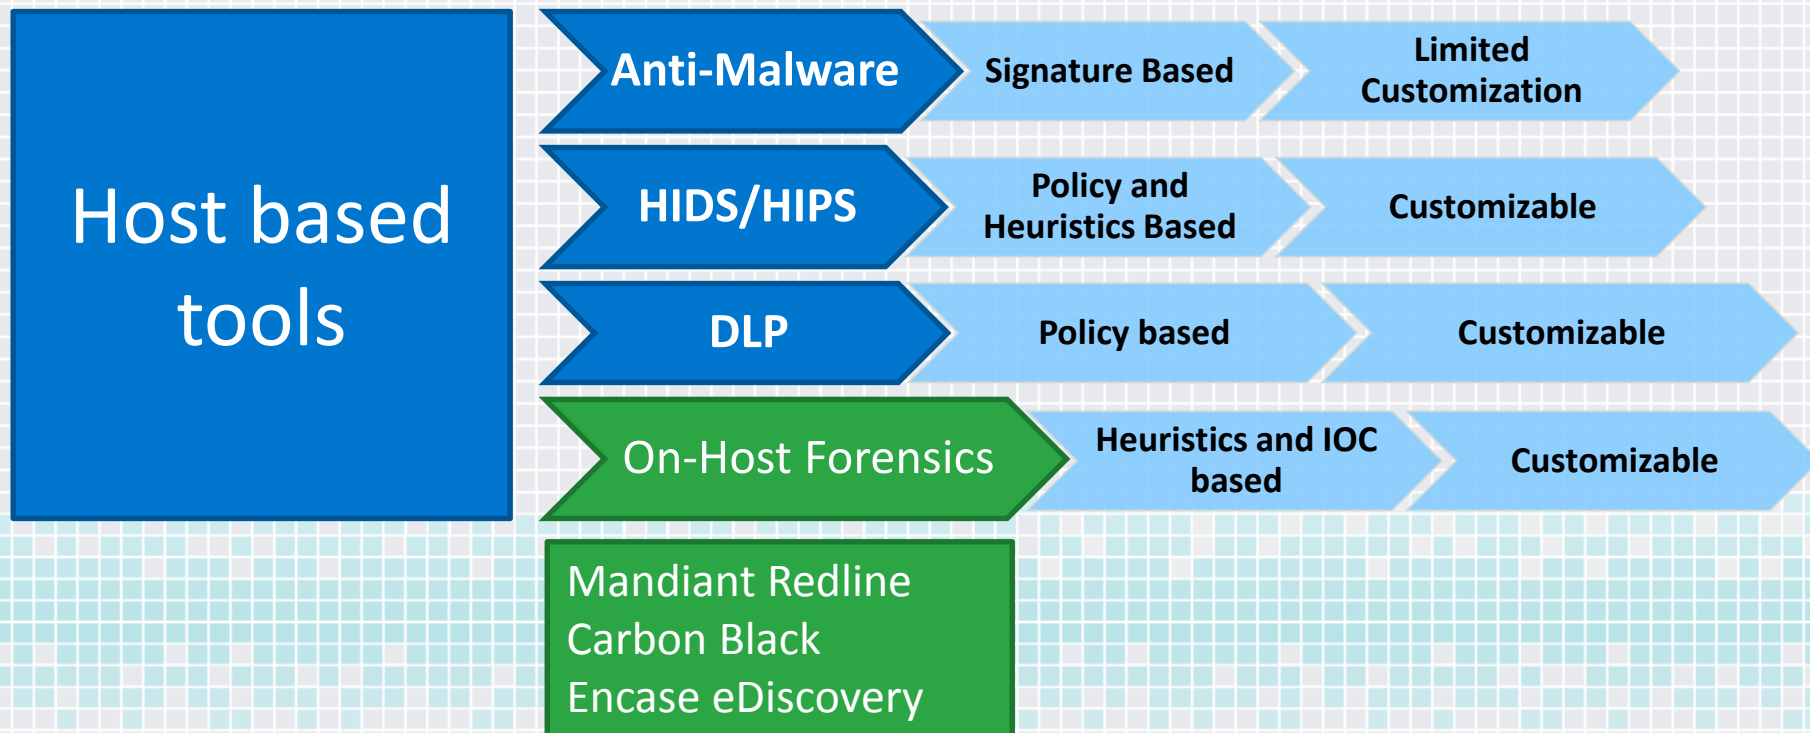 Host based
tools
Anti-Malware
Signature Based
Limited
Customization
HIDS/HIPS
Policy and
Heuristics Based
Customizable
DLP
Policy based
Customizable
On-Host Forensics
Heuristics and IOC
based
Customizable
Mandiant Redline
Carbon Black
Encase eDiscovery